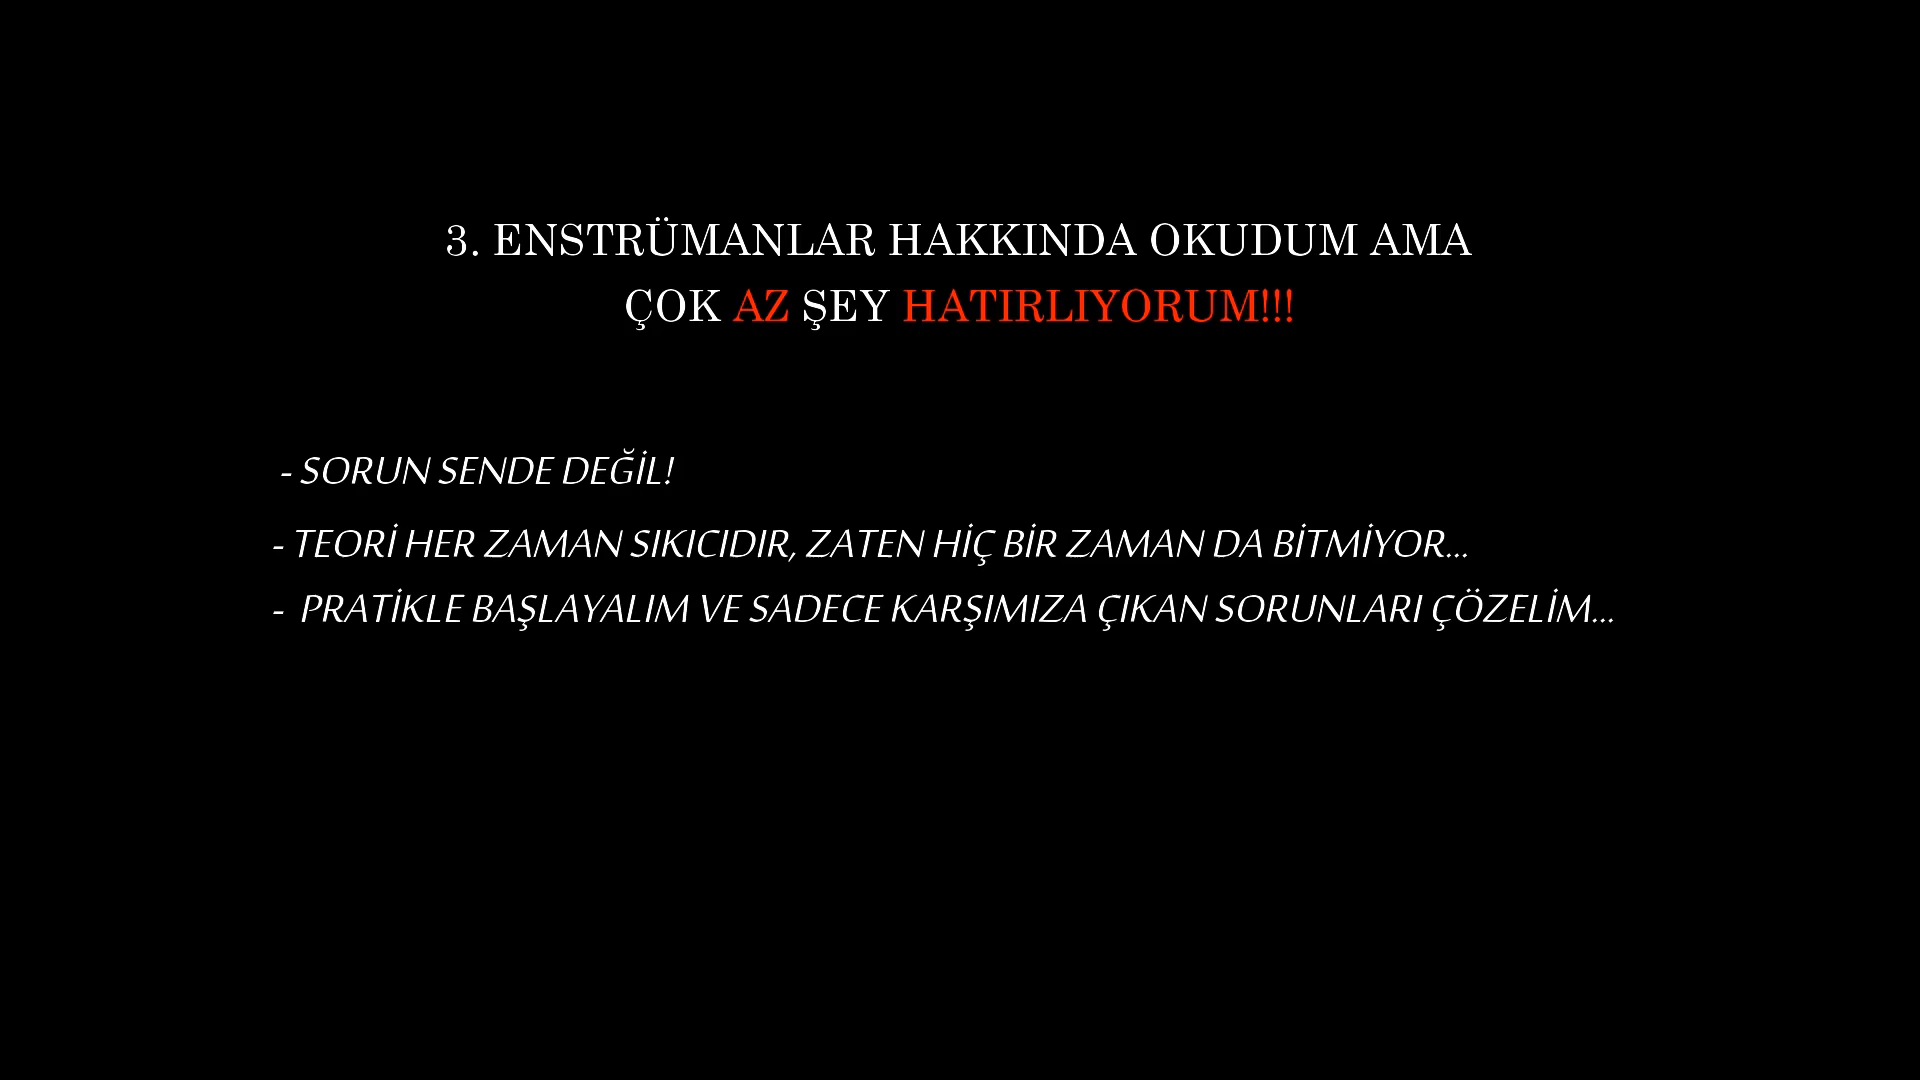 3. ENSTRÜMANLAR HAKKINDA OKUDUM AMA
ÇOK AZ ŞEY HATIRLIYORUM!!!
- SORUN SENDE DEĞİL!
- TEORİ HER ZAMAN SIKICIDIR, ZATEN HİÇ BİR ZAMAN DA BİTMİYOR...
- PRATİKLE BAŞLAYALIM VE SADECE KARŞIMIZA ÇIKAN SORUNLARI ÇÖZELİM...